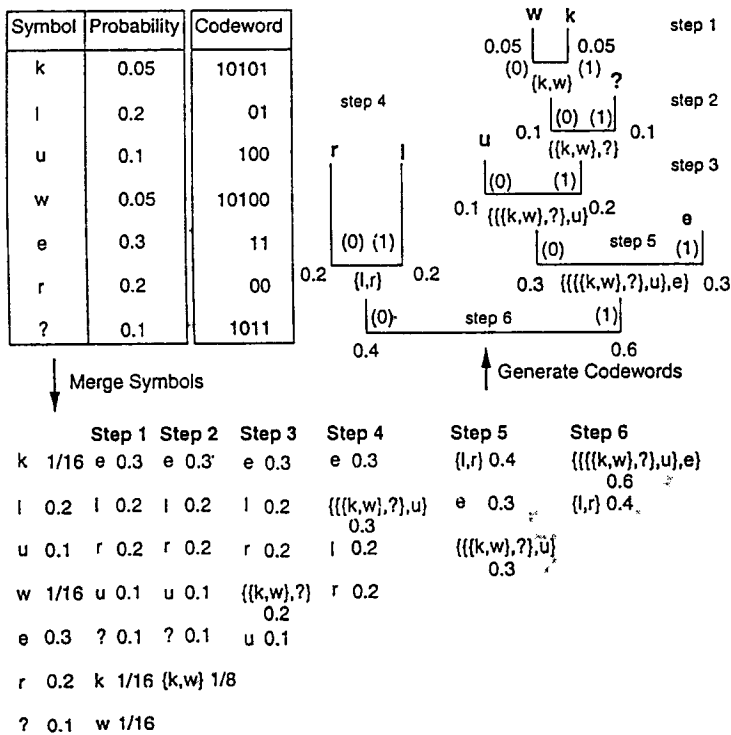 Symbol Probability Codeword
k 0.05 10101
l 0.2 01
u 0.1 100
w 0.05 10100
e 0.3 11
r 0.2 00
? 0.1 1011
w k step 1
0.05 0.05
(0) {k,w} (1) ?
step 4 step 2
(0) (1)
0.1 {{k,w},?} 0.1
r l u step 3
(0) (1)
0.1 {{{k,w},?},u} 0.2 e
(0) (1) (0) step 5 (1)
0.2 {l,r} 0.2 0.3 {{{{k,w},?},u},e} 0.3
(0) step 6 (1)
0.4 0.6
Merge Symbols Generate Codewords
Step 1 Step 2 Step 3 Step 4 Step 5 Step 6
k 1/16 e 0.3 e 0.3 e 0.3 e 0.3 {l,r} 0.4 {{{{k,w},?},u},e}
0.6
l 0.2 l 0.2 l 0.2 l 0.2 {{{k,w},?},u} e 0.3 {l,r} 0.4
0.3
u 0.1 r 0.2 r 0.2 r 0.2 l 0.2 {{{k,w},?},u}
0.3
w 1/16 u 0.1 u 0.1 {{k,w},?} r 0.2
0.2
e 0.3 ? 0.1 ? 0.1 u 0.1
r 0.2 k 1/16 {k,w} 1/8
? 0.1 w 1/16